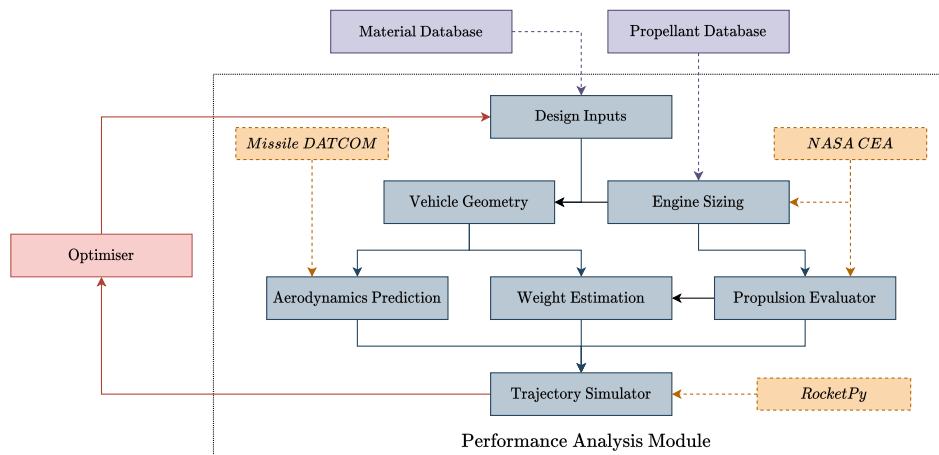 Material Database
Propellant Database
Design Inputs
Missile DATCOM
NASA CEA
Vehicle Geometry
Engine Sizing
Optimiser
Aerodynamics Prediction
Weight Estimation
Propulsion Evaluator
Trajectory Simulator
RocketPy
Performance Analysis Module